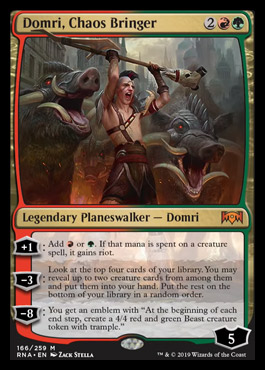 Domri, Chaos Bringer
2
Legendary Planeswalker — Domri
+1 : Add or . If that mana is spent on a creature
spell, it gains riot.
-3 : Look at the top four cards of your library. You may
reveal up to two creature cards from among them
and put them into your hand. Put the rest on the
bottom of your library in a random order.
-8 : You get an emblem with “At the beginning of each
end step, create a 4/4 red and green Beast creature
token with trample.”
5
166/259 M
RNA • EN Zack Stella
™ & © 2019 Wizards of the Coast